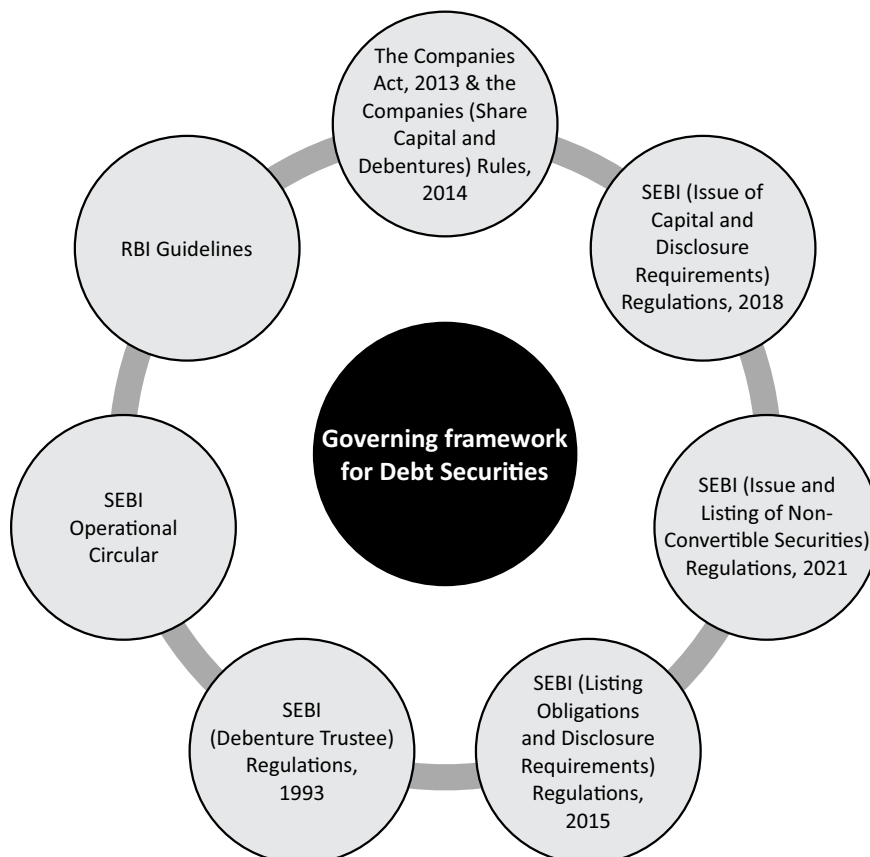 The Companies
Act, 2013 & the
Companies (Share
Capital and
Debentures) Rules,
2014
SEBI (Issue of
Capital and
Disclosure
Requirements)
Regulations, 2018
SEBI (Issue and
Listing of Non-
Convertible Securities)
Regulations, 2021
SEBI (Listing
Obligations
and Disclosure
Requirements)
Regulations,
2015
SEBI
(Debenture Trustee)
Regulations,
1993
SEBI
Operational
Circular
RBI Guidelines
Governing framework
for Debt Securities